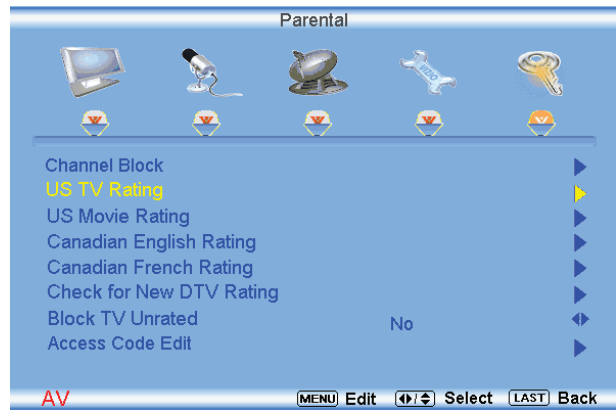 Parental
VIZIO
Channel Block
US TV Rating
US Movie Rating
Canadian English Rating
Canadian French Rating
Check for New DTV Rating
Block TV Unrated No
Access Code Edit
AV MENU Edit / Select LAST Back